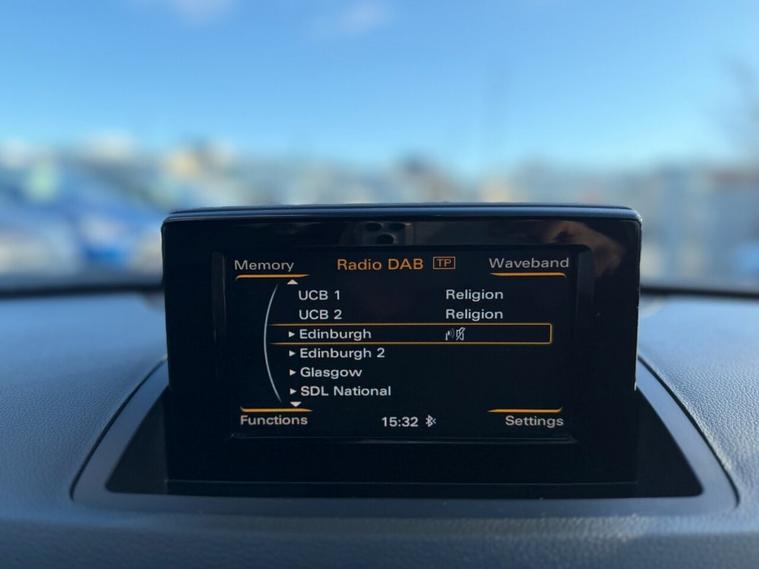 Memory Radio DAB TP Waveband
UCB 1 Religion
UCB 2 Religion
Edinburgh
Edinburgh 2
Glasgow
SDL National
Functions 15:32 Settings